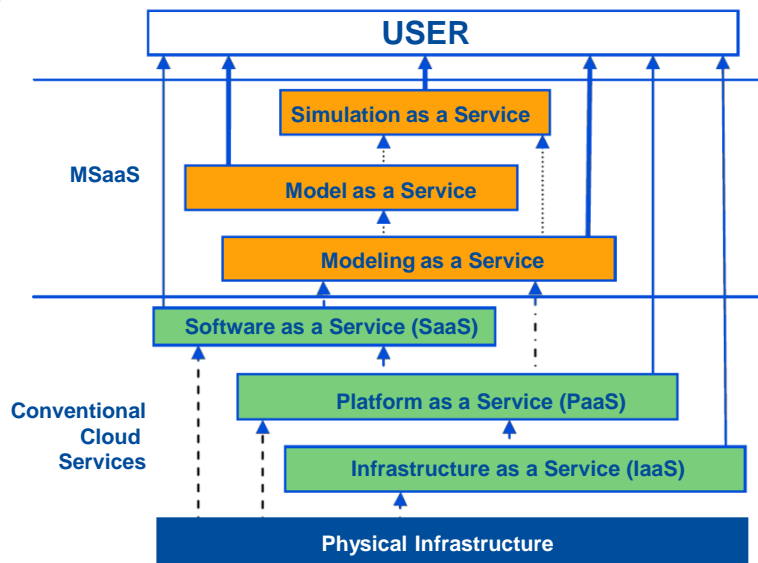 USER
Simulation as a Service
MSaaS
Model as a Service
Modeling as a Service
Software as a Service (SaaS)
Platform as a Service (PaaS)
Conventional
Cloud
Services
Infrastructure as a Service (IaaS)
Physical Infrastructure